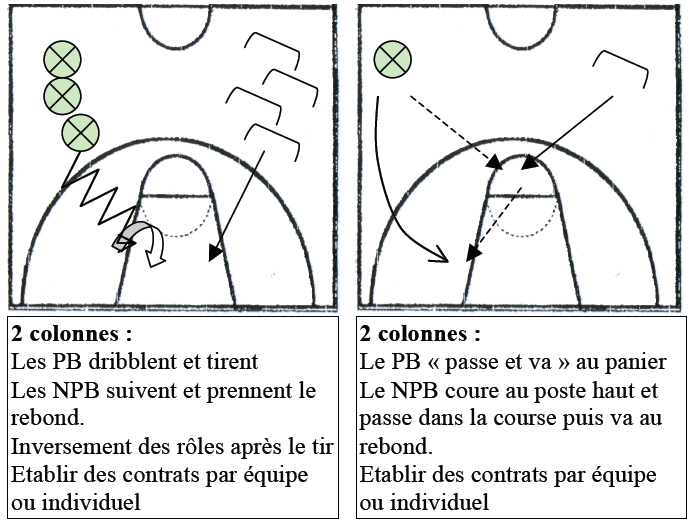 2 colonnes :
Les PB dribblent et tirent
Les NPB suivent et prennent le
rebond.
Inversement des rôles après le tir
Etablir des contrats par équipe
ou individuel
2 colonnes :
Le PB « passe et va » au panier
Le NPB coure au poste haut et
passe dans la course puis va au
rebond.
Etablir des contrats par équipe
ou individuel